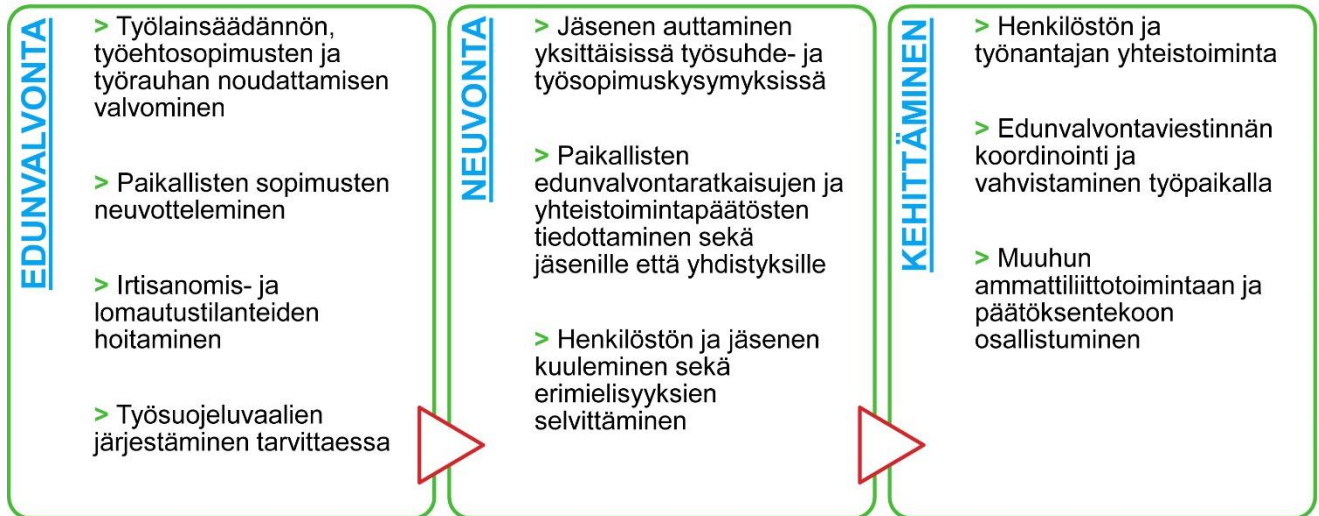 EDUNVALVONTA
> Työlainsäädännön,
työehtosopimusten ja
työrauhan noudattamisen
valvominen
> Paikallisten sopimusten
neuvotteleminen
> Irtisanomis- ja
lomautustilanteiden
hoitaminen
> Työsuojeluvaalien
järjestäminen tarvittaessa
NEUVONTA
> Jäsenen auttaminen
yksittäisissä työsuhde- ja
työsopimuskysymyksissä
> Paikallisten
edunvalvontaratkaisujen ja
yhteistoimintapäätösten
tiedottaminen sekä
jäsenille että yhdistyksille
> Henkilöstön ja jäsenen
kuuleminen sekä
erimielisyyksien
selvittäminen
KEHITTÄMINEN
> Henkilöstön ja
työnantajan yhteistoiminta
> Edunvalvontaviestinnän
koordinointi ja
vahvistaminen työpaikalla
> Muuhun
ammattiliittotoimintaan ja
päätöksentekoon
osallistuminen